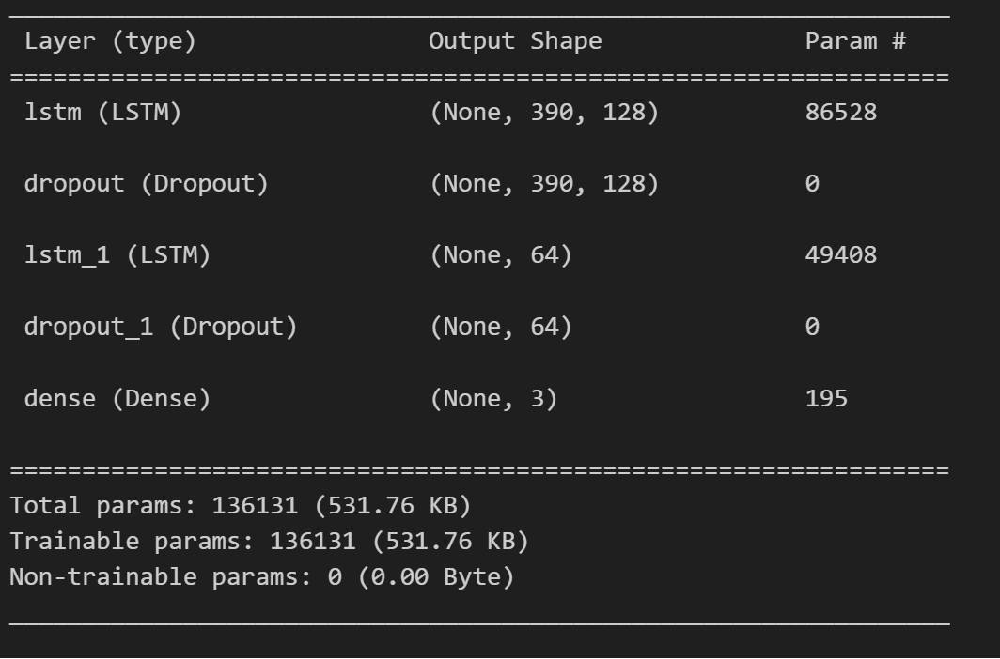 Layer (type) Output Shape Param #
=================================================================
lstm (LSTM) (None, 390, 128) 86528
dropout (Dropout) (None, 390, 128) 0
lstm_1 (LSTM) (None, 64) 49408
dropout_1 (Dropout) (None, 64) 0
dense (Dense) (None, 3) 195
=================================================================
Total params: 136131 (531.76 KB)
Trainable params: 136131 (531.76 KB)
Non-trainable params: 0 (0.00 Byte)